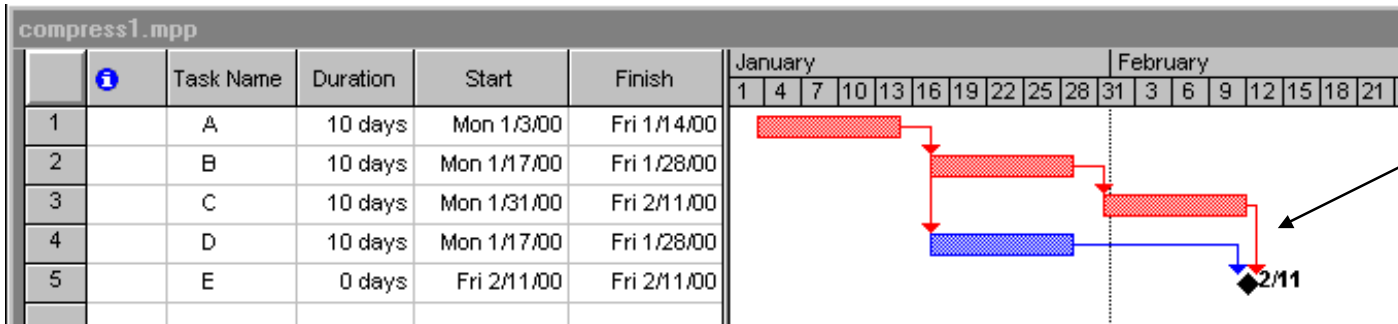 compress1.mpp
Task Name Duration Start Finish January February
1 4 7 10 13 16 19 22 25 28 31 3 6 9 12 15 18 21
1 A 10 days Mon 1/3/00 Fri 1/14/00
2 B 10 days Mon 1/17/00 Fri 1/28/00
3 C 10 days Mon 1/31/00 Fri 2/11/00
4 D 10 days Mon 1/17/00 Fri 1/28/00
5 E 0 days Fri 2/11/00 Fri 2/11/00 2/11